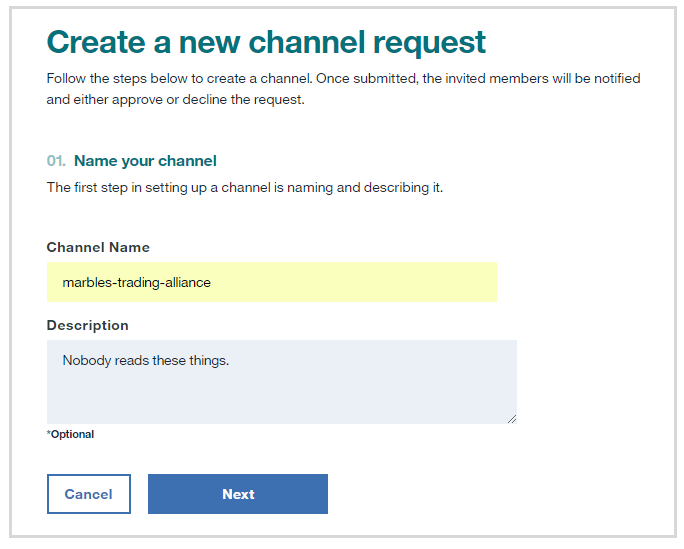 Create a new channel request
Follow the steps below to create a channel. Once submitted, the invited members will be notified
and either approve or decline the request.
01. Name your channel
The first step in setting up a channel is naming and describing it.
Channel Name
marbles-trading-alliance
Description
Nobody reads these things.
*Optional
Cancel Next